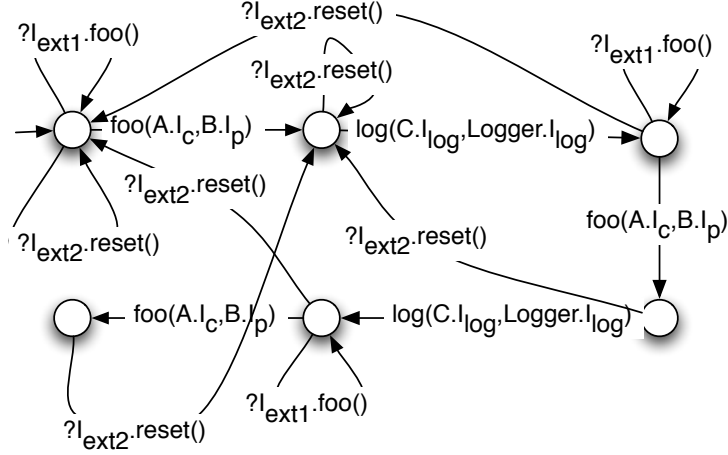 ?I_ext2.reset()
?I_ext1.foo()
?I_ext1.foo()
?I_ext2.reset()
foo(A.I_c,B.I_p)
log(C.I_log,Logger.I_log)
?I_ext2.reset()
foo(A.I_c,B.I_p)
?I_ext2.reset()
?I_ext2.reset()
foo(A.I_c,B.I_p)
log(C.I_log,Logger.I_log)
?I_ext1.foo()
?I_ext2.reset()